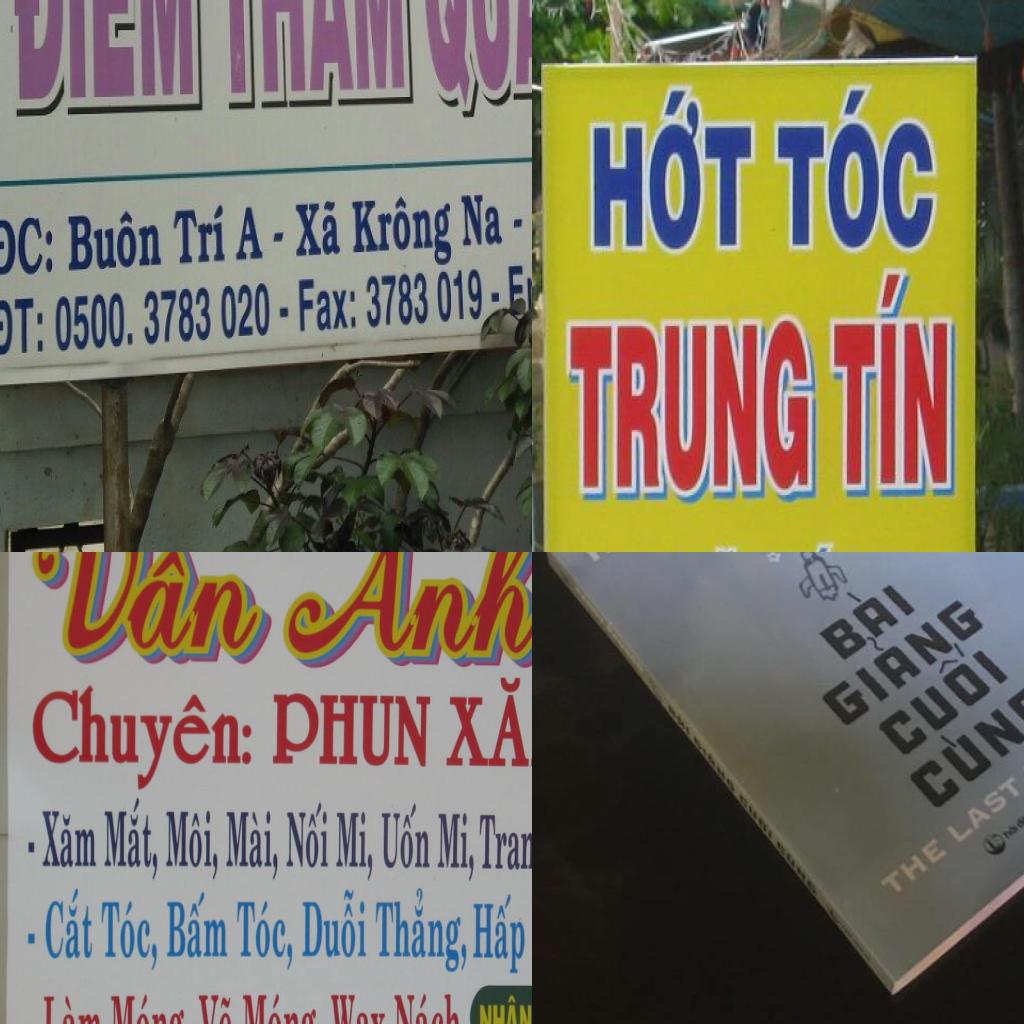 ĐIỂM THAM QUA
ĐC: Buôn Trí A - Xã Krông Na -
ĐT: 0500. 3783 020 - Fax: 3783 019 -
HỚT TÓC
TRUNG TÍN
Vân Anh
Chuyên: PHUN XĂ
- Xăm Mắt, Môi, Mài, Nối Mi, Uốn Mi, Tran
- Cắt Tóc, Bấm Tóc, Duỗi Thẳng, Hấp
Làm Móng, Vẽ Móng, Wax Nách
NHÂN
BÀI
GIẢNG
CUỐI
CÙNG
THE LAST